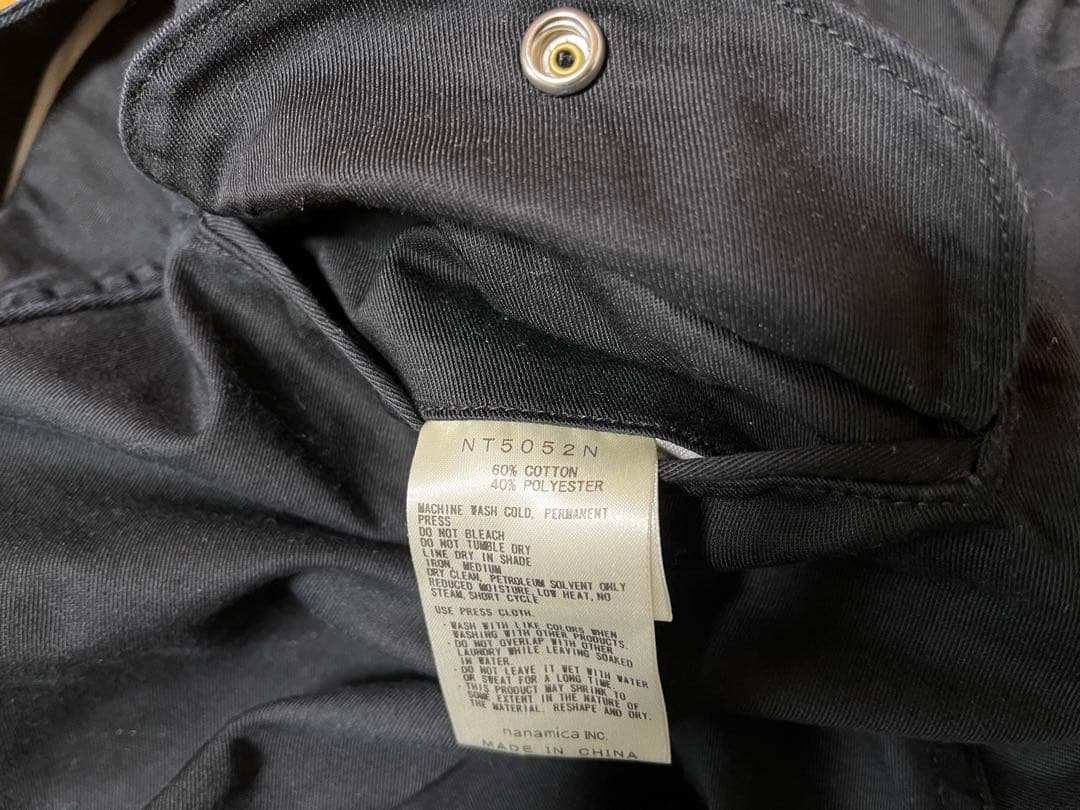 NT5052N
60% COTTON
40% POLYESTER
MACHINE WASH COLD, PERMANENT
PRESS
DO NOT BLEACH
DO NOT TUMBLE DRY
LINE DRY IN SHADE
IRON, MEDIUM
DRY CLEAN, PETROLEUM SOLVENT ONLY
REDUCED MOISTURE, LOW HEAT, NO
STEAM, SHORT CYCLE
USE PRESS CLOTH.
・WASH WITH LIKE COLORS WHEN
WASHING WITH OTHER PRODUCTS.
・DO NOT OVERLAP WITH OTHER
LAUNDRY WHILE LEAVING SOAKED
IN WATER.
・DO NOT LEAVE IT WET WITH WATER
OR SWEAT FOR A LONG TIME.
・THIS PRODUCT MAY SHRINK TO
SOME EXTENT IN THE NATURE OF
THE MATERIAL. RESHAPE AND DRY.
nanamica INC.
MADE IN CHINA